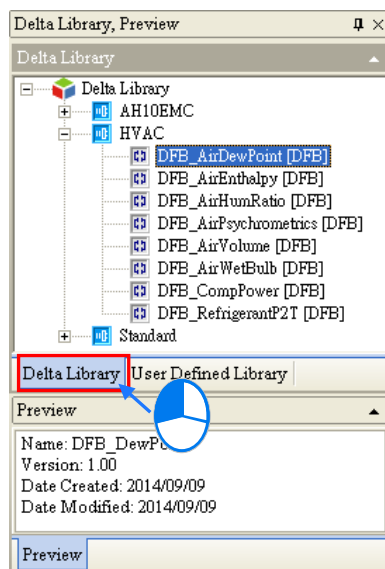 Delta Library, Preview
Delta Library
Delta Library
AH10EMC
HVAC
DFB_AirDewPoint [DFB]
DFB_AirEnthalpy [DFB]
DFB_AirHumRatio [DFB]
DFB_AirPsychrometrics [DFB]
DFB_AirVolume [DFB]
DFB_AirWetBulb [DFB]
DFB_CompPower [DFB]
DFB_RefrigerantP2T [DFB]
Standard
Delta Library User Defined Library
Preview
Name: DFB_DewPo
Version: 1.00
Date Created: 2014/09/09
Date Modified: 2014/09/09
Preview